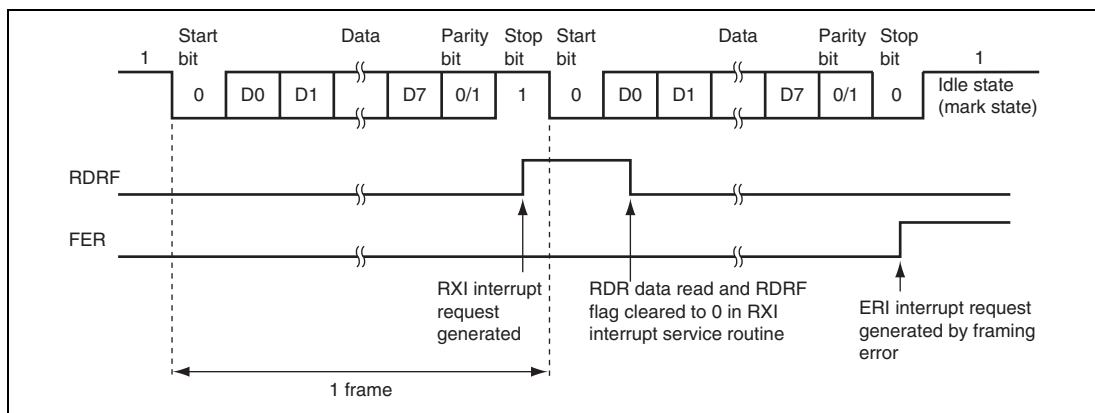 Start bit
Data
Parity bit
Stop bit
Start bit
Data
Parity bit
Stop bit
1
1
0
D0
D1
D7
0/1
1
0
D0
D1
D7
0/1
0
Idle state
(mark state)
RDRF
FER
RXI interrupt
request
generated
RDR data read and RDRF
flag cleared to 0 in RXI
interrupt service routine
ERI interrupt request
generated by framing
error
1 frame